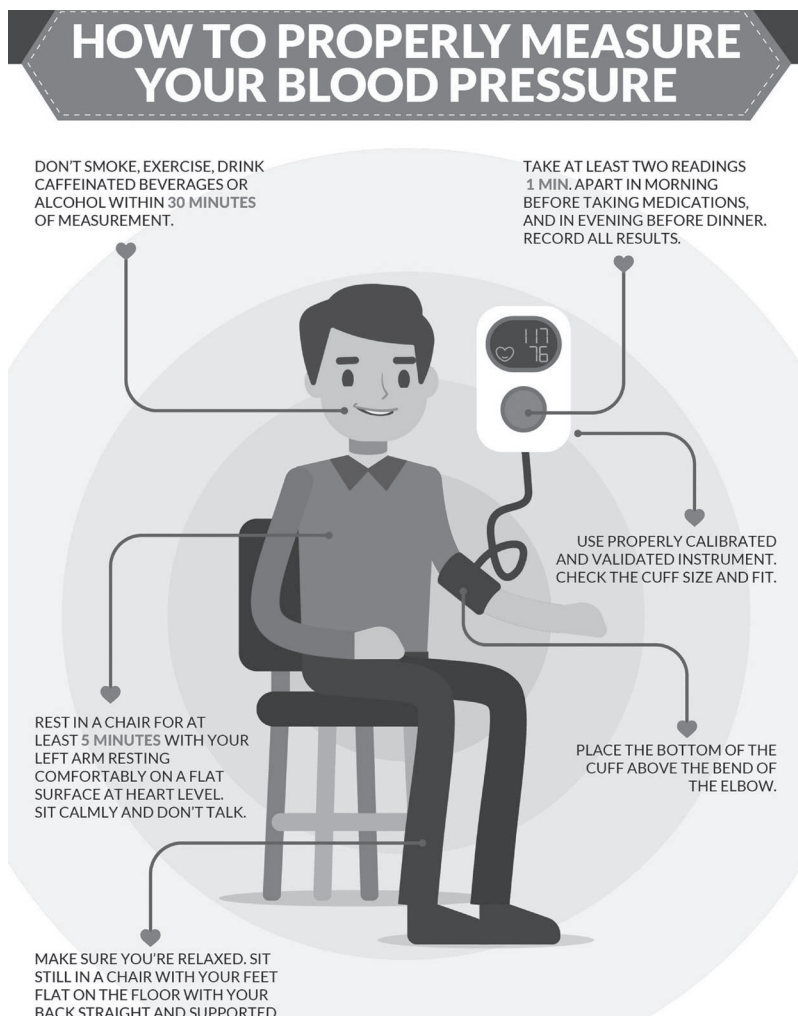 HOW TO PROPERLY MEASURE
YOUR BLOOD PRESSURE
DON'T SMOKE, EXERCISE, DRINK
CAFFEINATED BEVERAGES OR
ALCOHOL WITHIN 30 MINUTES
OF MEASUREMENT.
TAKE AT LEAST TWO READINGS
1 MIN. APART IN MORNING
BEFORE TAKING MEDICATIONS,
AND IN EVENING BEFORE DINNER.
RECORD ALL RESULTS.
117
76
USE PROPERLY CALIBRATED
AND VALIDATED INSTRUMENT.
CHECK THE CUFF SIZE AND FIT.
REST IN A CHAIR FOR AT
LEAST 5 MINUTES WITH YOUR
LEFT ARM RESTING
COMFORTABLY ON A FLAT
SURFACE AT HEART LEVEL.
SIT CALMLY AND DON'T TALK.
PLACE THE BOTTOM OF THE
CUFF ABOVE THE BEND OF
THE ELBOW.
MAKE SURE YOU'RE RELAXED. SIT
STILL IN A CHAIR WITH YOUR FEET
FLAT ON THE FLOOR WITH YOUR
BACK STRAIGHT AND SUPPORTED